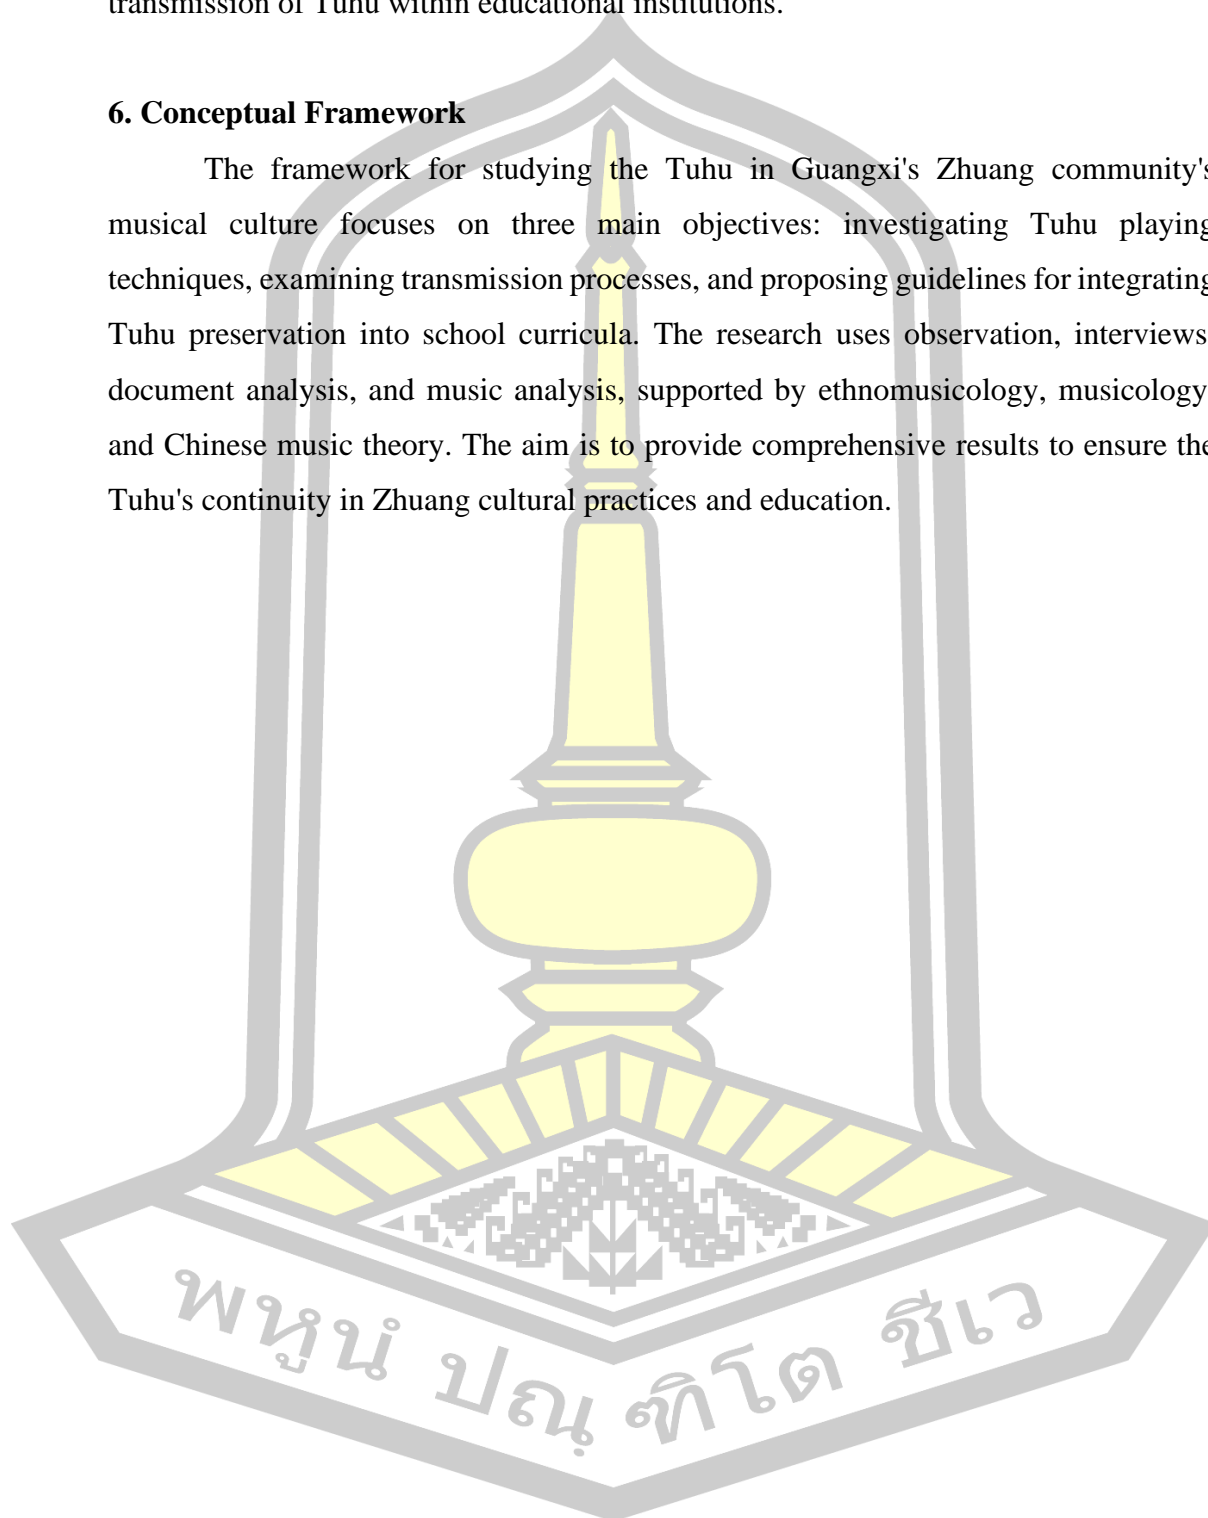 transmission of Tuhu within educational institutions.
6. Conceptual Framework
The framework for studying the Tuhu in Guangxi's Zhuang community's
musical culture focuses on three main objectives: investigating Tuhu playing
techniques, examining transmission processes, and proposing guidelines for integrating
Tuhu preservation into school curricula. The research uses observation, interviews
document analysis, and music analysis, supported by ethnomusicology, musicology
and Chinese music theory. The aim is to provide comprehensive results to ensure the
Tuhu's continuity in Zhuang cultural practices and education.
พหูนํ ปณฺฑิโต ชีเว